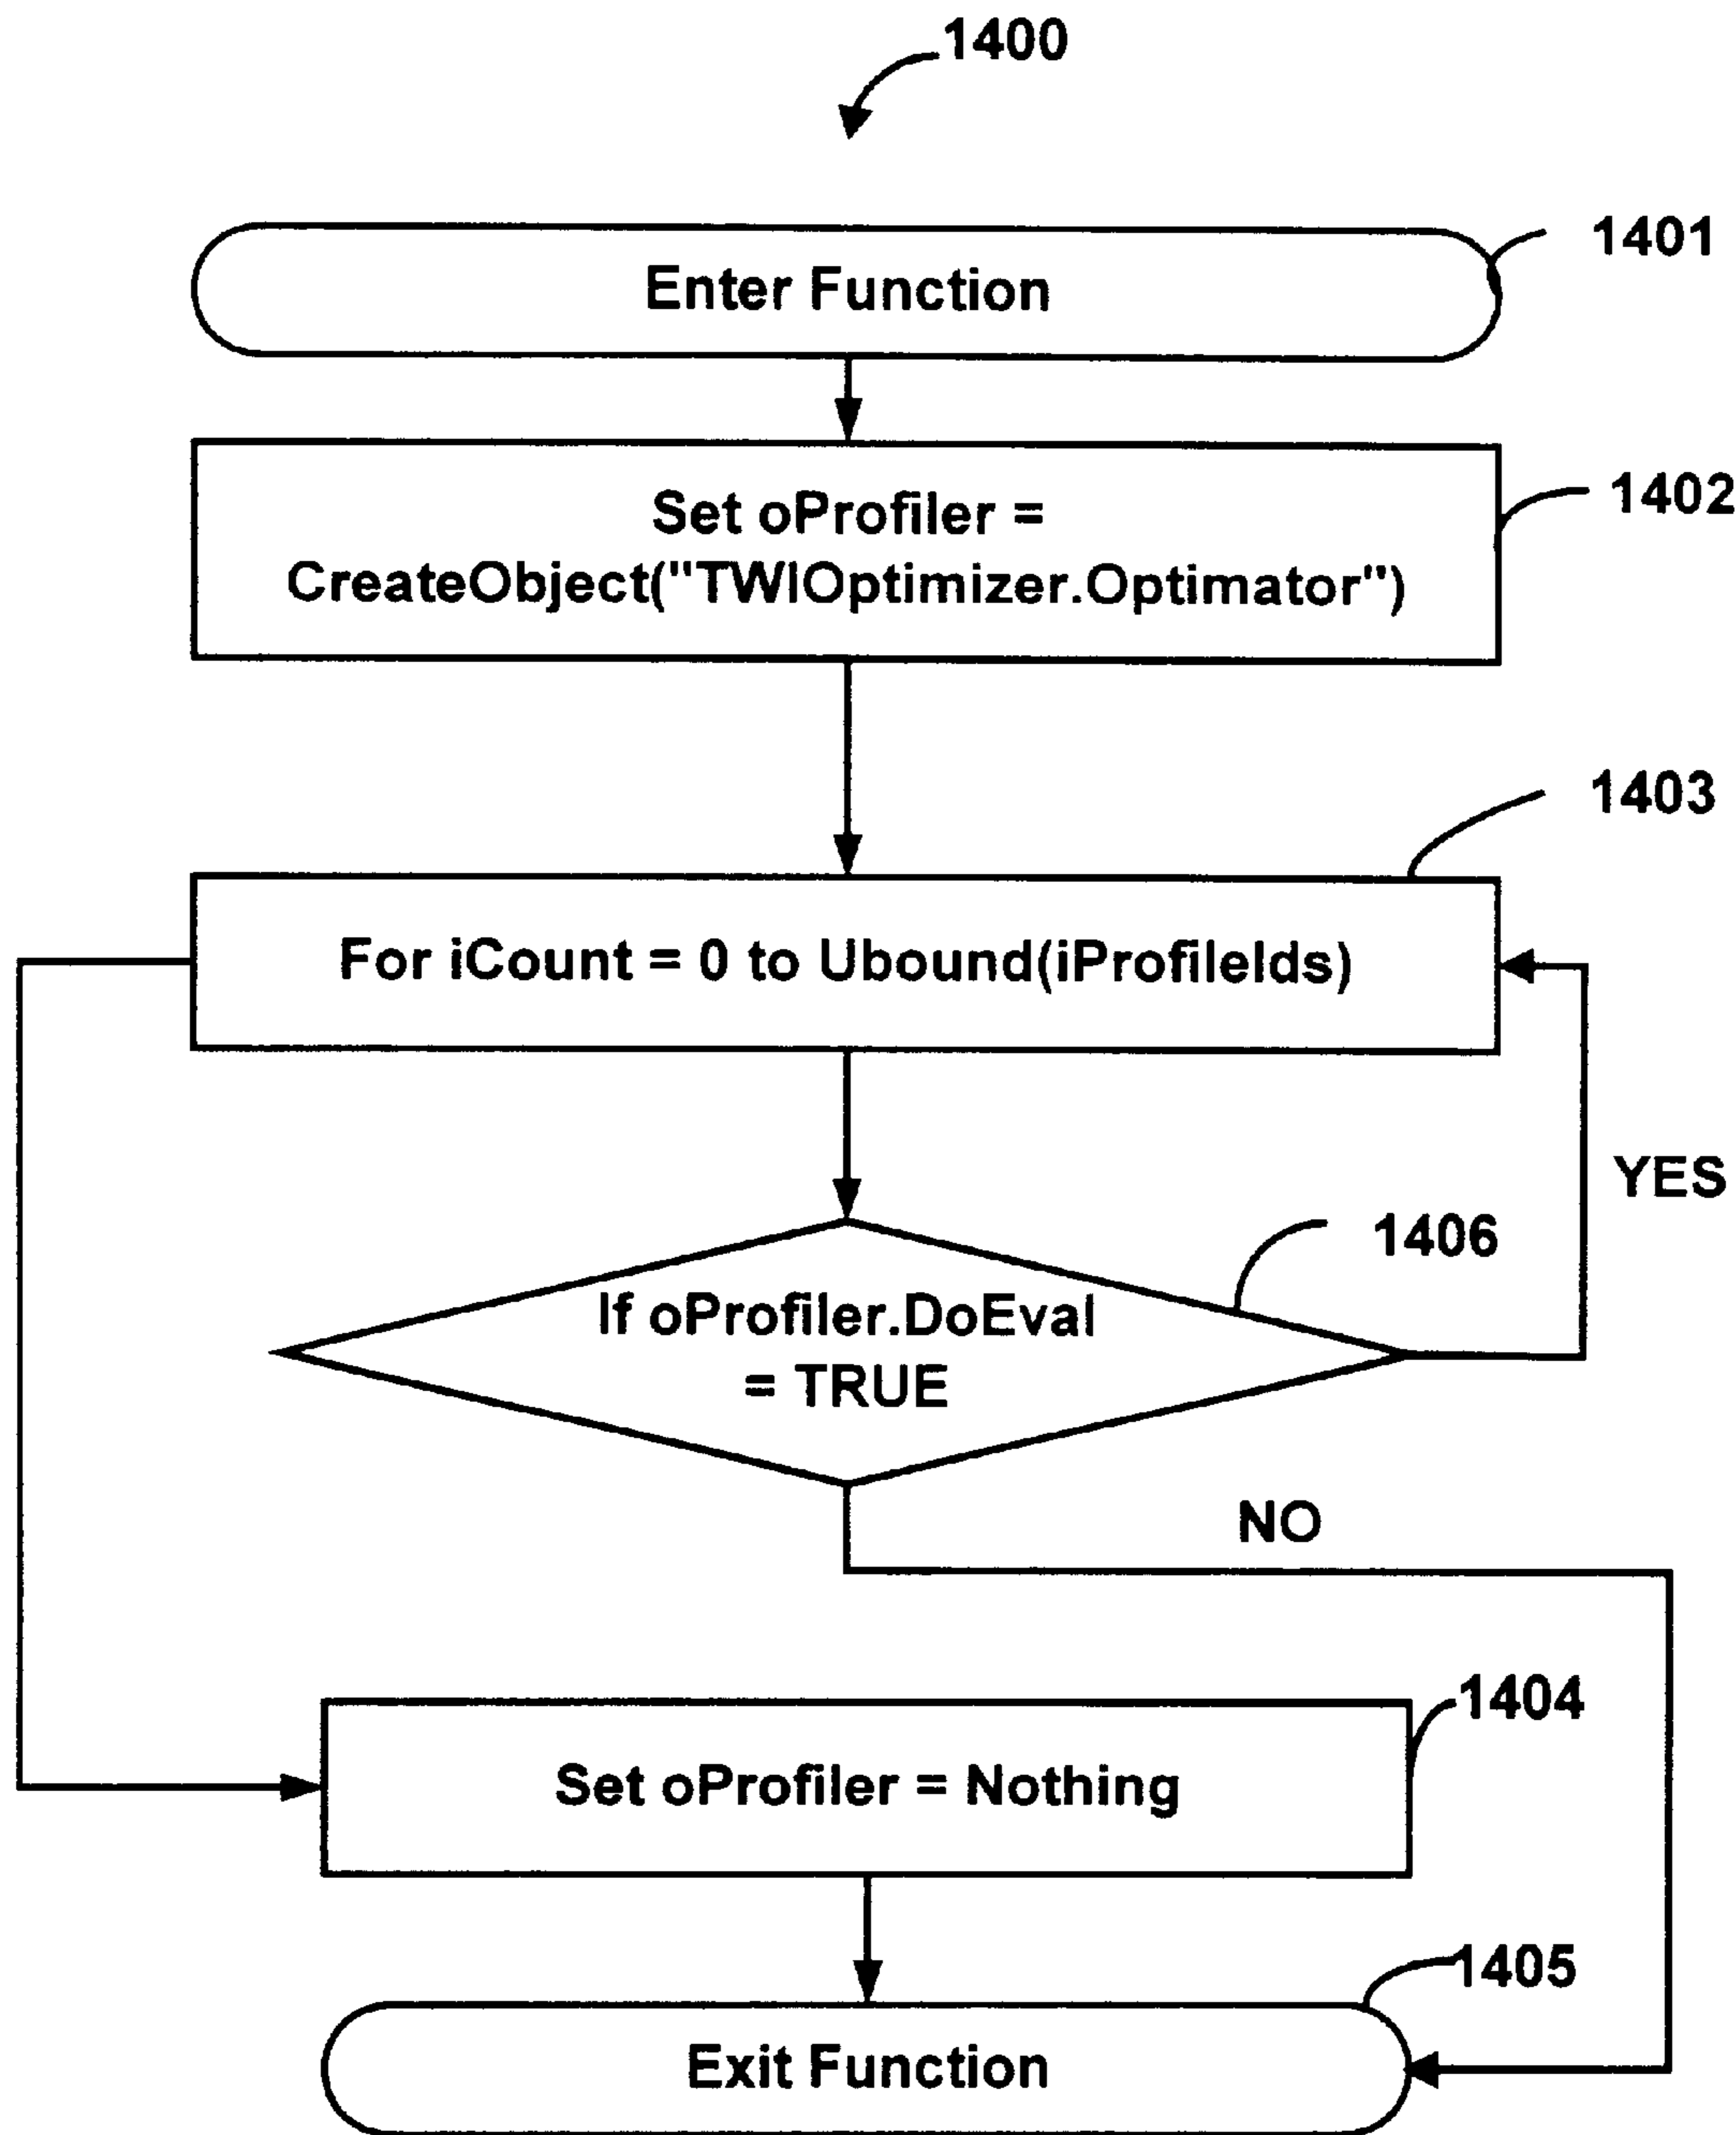 1400
Enter Function
1401
Set oProfiler =
CreateObject("TWIOptimizer.Optimator")
1402
1403
For iCount = 0 to Ubound(iProfileIds)
YES
1406
If oProfiler.DoEval
= TRUE
NO
1404
Set oProfiler = Nothing
1405
Exit Function